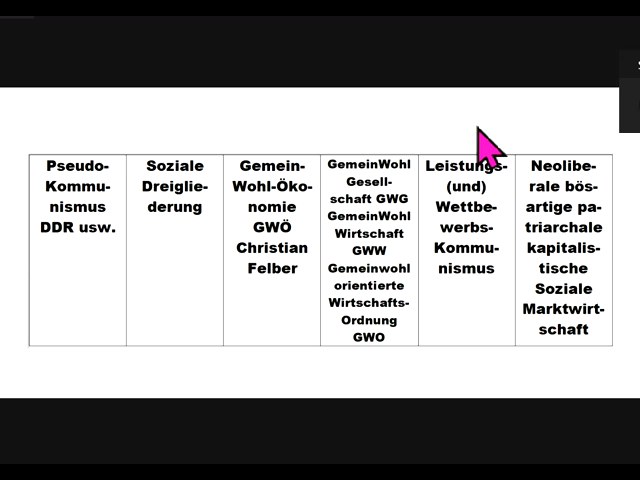 Pseudo-
Kommu-
nismus
DDR usw.
Soziale
Dreiglie-
derung
Gemein-
Wohl-Öko-
nomie
GWÖ
Christian
Felber
GemeinWohl
Gesell-
schaft GWG
GemeinWohl
Wirtschaft
GWW
Gemeinwohl
orientierte
Wirtschafts-
Ordnung
GWO
Leistungs-
(und)
Wettbe-
werbs-
Kommu-
nismus
Neolibe-
rale bös-
artige pa-
triarchale
kapitalis-
tische
Soziale
Marktwirt-
schaft